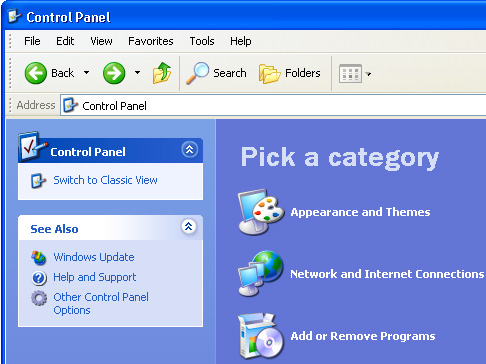 Control Panel
File Edit View Favorites Tools Help
Back Search Folders
Address Control Panel
Control Panel
Switch to Classic View
See Also
Windows Update
Help and Support
Other Control Panel
Options
Pick a category
Appearance and Themes
Network and Internet Connections
Add or Remove Programs